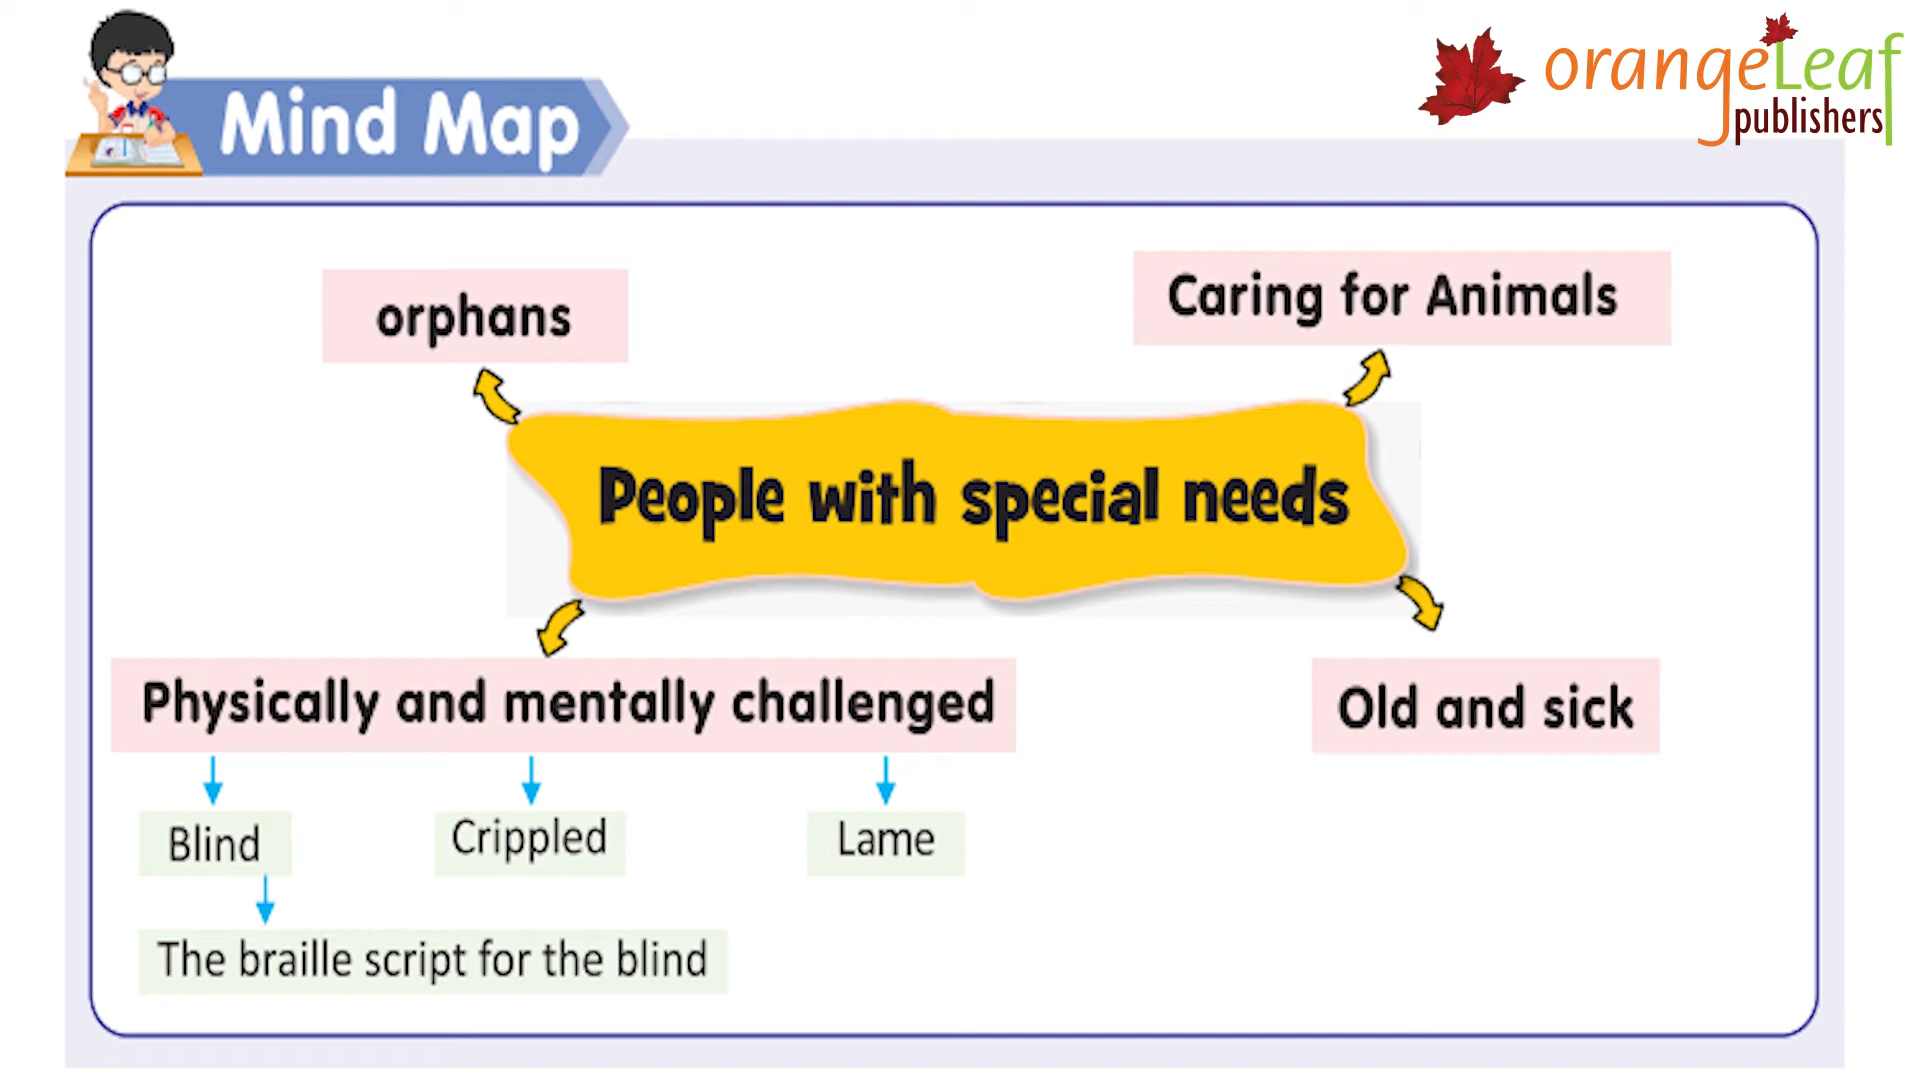 Mind Map
orangeLeaf
publishers
orphans
Caring for Animals
People with special needs
Physically and mentally challenged
Old and sick
Blind
Crippled
Lame
The braille script for the blind